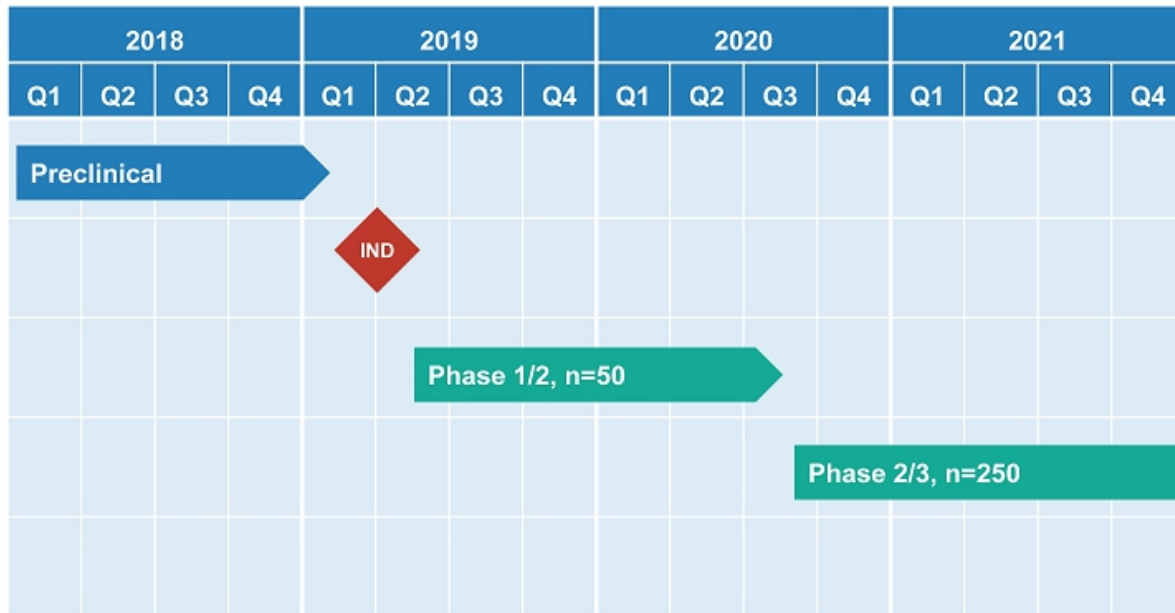 2018 2019 2020 2021
Q1 Q2 Q3 Q4 Q1 Q2 Q3 Q4 Q1 Q2 Q3 Q4 Q1 Q2 Q3 Q4
Preclinical
IND
Phase 1/2, n=50
Phase 2/3, n=250